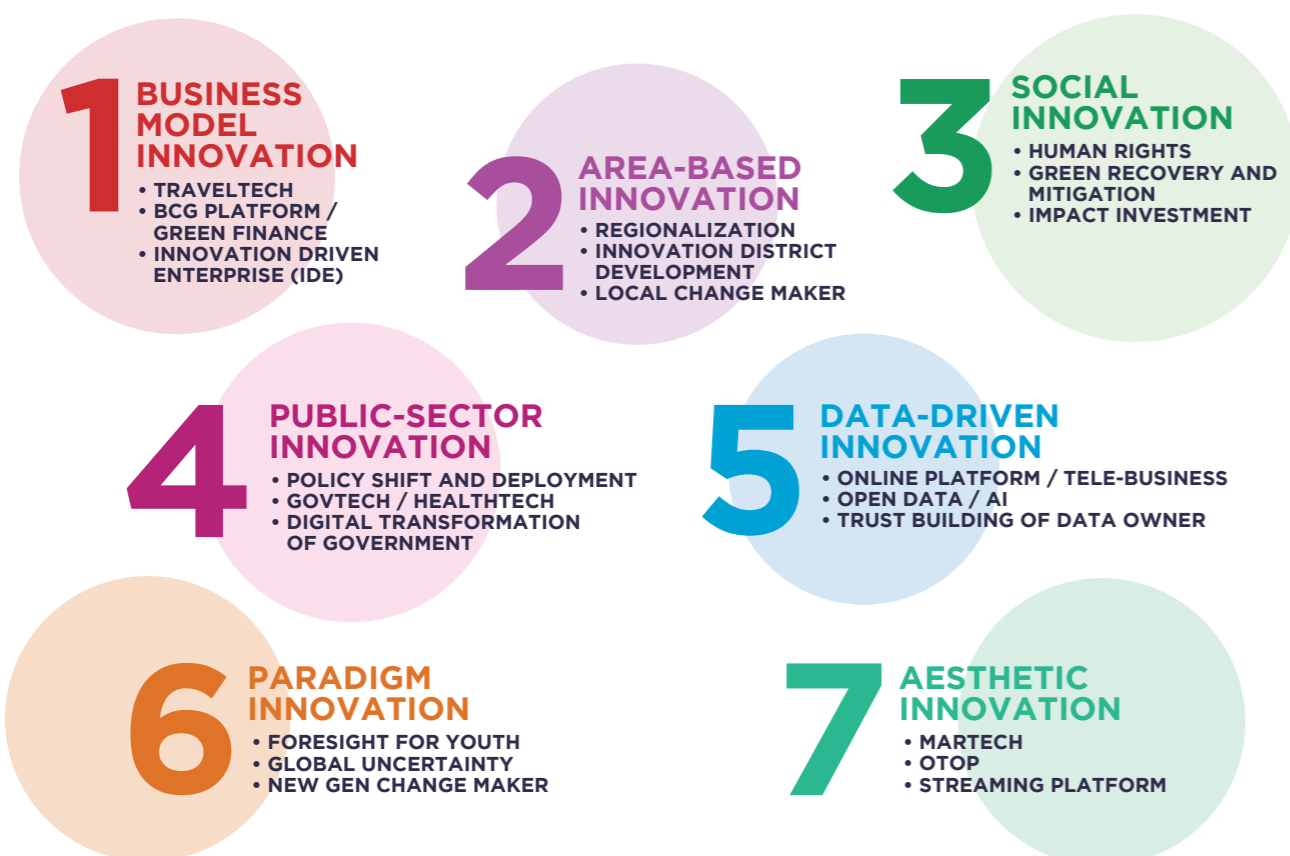 1
BUSINESS
MODEL
INNOVATION
• TRAVELTECH
• BCG PLATFORM /
GREEN FINANCE
• INNOVATION DRIVEN
ENTERPRISE (IDE)
2
AREA-BASED
INNOVATION
• REGIONALIZATION
• INNOVATION DISTRICT
DEVELOPMENT
• LOCAL CHANGE MAKER
3
SOCIAL
INNOVATION
• HUMAN RIGHTS
• GREEN RECOVERY AND
MITIGATION
• IMPACT INVESTMENT
4
PUBLIC-SECTOR
INNOVATION
• POLICY SHIFT AND DEPLOYMENT
• GOVTECH / HEALTHTECH
• DIGITAL TRANSFORMATION
OF GOVERNMENT
5
DATA-DRIVEN
INNOVATION
• ONLINE PLATFORM / TELE-BUSINESS
• OPEN DATA / AI
• TRUST BUILDING OF DATA OWNER
6
PARADIGM
INNOVATION
• FORESIGHT FOR YOUTH
• GLOBAL UNCERTAINTY
• NEW GEN CHANGE MAKER
7
AESTHETIC
INNOVATION
• MARTECH
• OTOP
• STREAMING PLATFORM